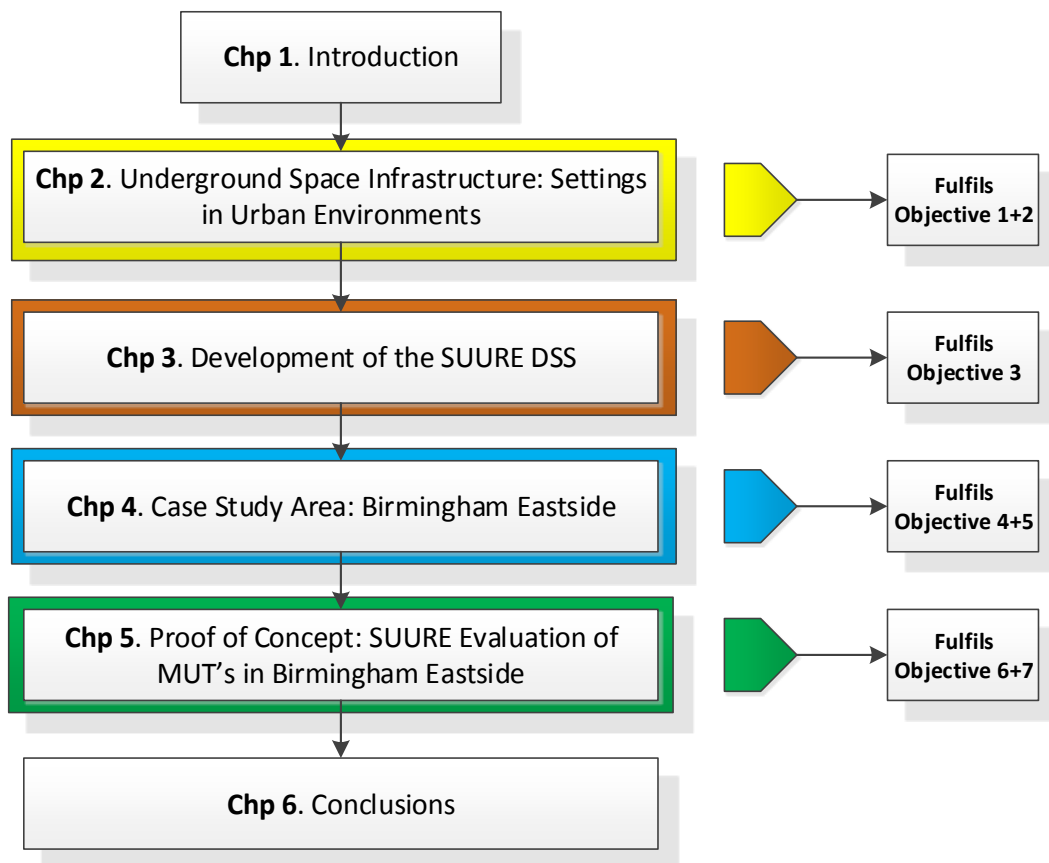 Chp 1. Introduction
Chp 2. Underground Space Infrastructure: Settings
in Urban Environments
Fulfils
Objective 1+2
Chp 3. Development of the SUURE DSS
Fulfils
Objective 3
Chp 4. Case Study Area: Birmingham Eastside
Fulfils
Objective 4+5
Chp 5. Proof of Concept: SUURE Evaluation of
MUT’s in Birmingham Eastside
Fulfils
Objective 6+7
Chp 6. Conclusions